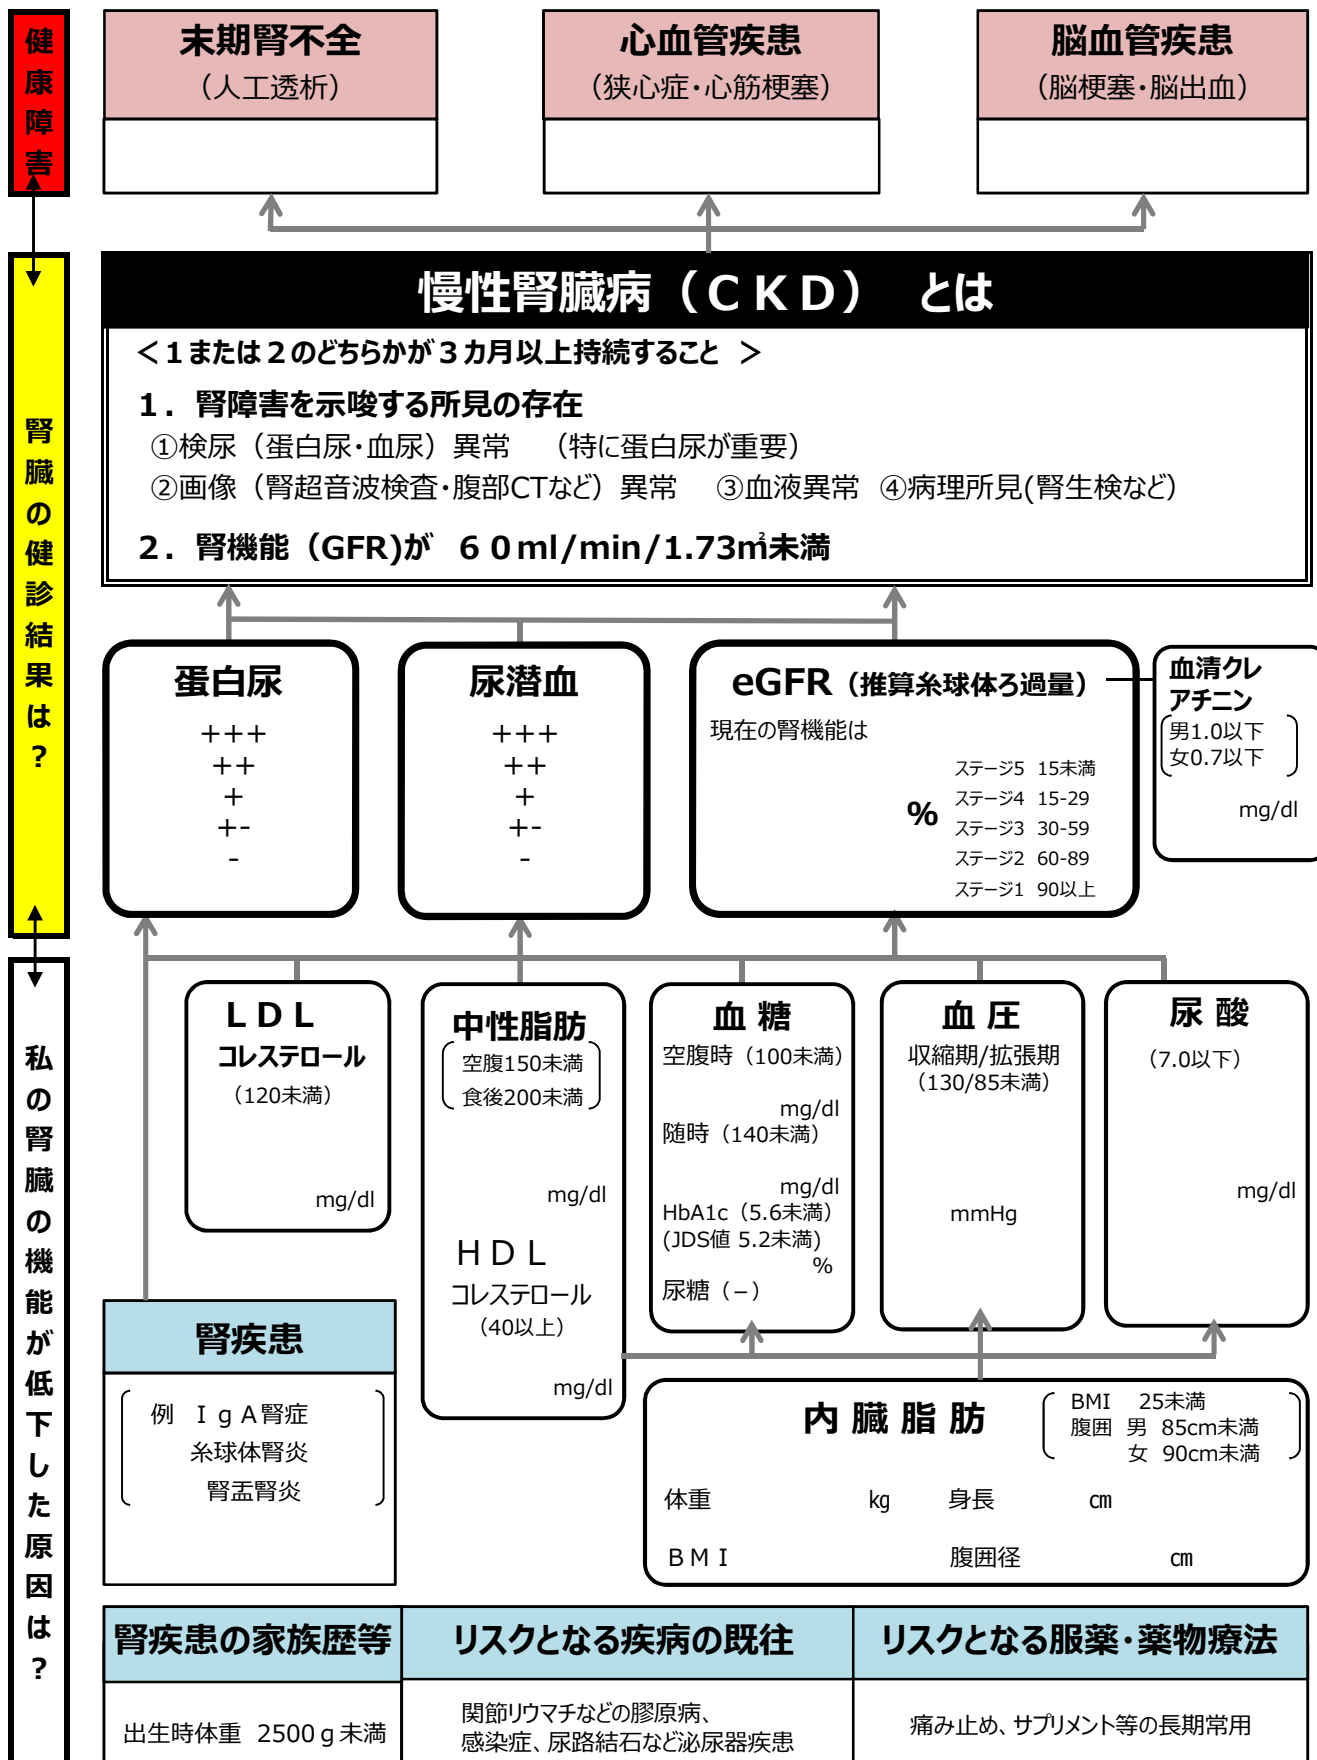 健康障害
末期腎不全
（人工透析）
心血管疾患
（狭心症・心筋梗塞）
脳血管疾患
（脳梗塞・脳出血）
腎臓の健診結果は？
慢性腎臓病（ＣＫＤ）　とは
＜１または２のどちらかが３カ月以上持続すること ＞
１．腎障害を示唆する所見の存在
①検尿（蛋白尿・血尿）異常　（特に蛋白尿が重要）
②画像（腎超音波検査・腹部CTなど）異常　③血液異常　④病理所見(腎生検など）
２．腎機能（GFR)が　６０ml/min/1.73㎡未満
蛋白尿
+++
++
+
+-
-
尿潜血
+++
++
+
+-
-
eGFR（推算糸球体ろ過量）
現在の腎機能は
%
ステージ5　15未満
ステージ4　15-29
ステージ3　30-59
ステージ2　60-89
ステージ1　90以上
血清クレ
アチニン
男1.0以下
女0.7以下
mg/dl
私の腎臓の機能が低下した原因は？
ＬＤＬ
コレステロール
（120未満）
mg/dl
中性脂肪
空腹150未満
食後200未満
mg/dl
ＨＤＬ
コレステロール
（40以上）
mg/dl
血糖
空腹時（100未満）
mg/dl
随時（140未満）
mg/dl
HbA1c（5.6未満）
(JDS値 5.2未満)
%
尿糖（－）
血圧
収縮期/拡張期
（130/85未満）
mmHg
尿酸
（7.0以下）
mg/dl
腎疾患
例　ＩｇＡ腎症
糸球体腎炎
腎盂腎炎
内臓脂肪
BMI　25未満
腹囲　男　85cm未満
女　90cm未満
体重　kg　身長　㎝
ＢＭＩ　腹囲径　㎝
腎疾患の家族歴等
リスクとなる疾病の既往
リスクとなる服薬・薬物療法
出生時体重　2500ｇ未満
関節リウマチなどの膠原病、
感染症、尿路結石など泌尿器疾患
痛み止め、サプリメント等の長期常用